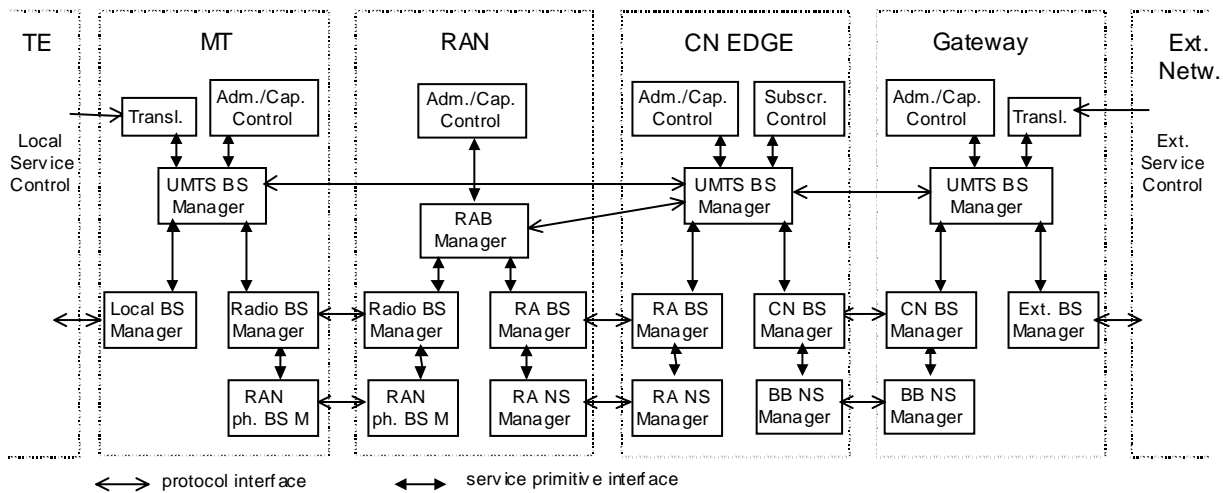 TE
MT
RAN
CN EDGE
Gateway
Ext.
Netw.
Transl.
Adm./Cap.
Control
Adm./Cap.
Control
Adm./Cap.
Control
Subscr.
Control
Adm./Cap.
Control
Transl.
Local
Service
Control
Ext.
Service
Control
UMTS BS
Manager
RAB
Manager
UMTS BS
Manager
UMTS BS
Manager
Local BS
Manager
Radio BS
Manager
Radio BS
Manager
RA BS
Manager
RA BS
Manager
CN BS
Manager
CN BS
Manager
Ext. BS
Manager
RAN
ph. BS M
RAN
ph. BS M
RA NS
Manager
RA NS
Manager
BB NS
Manager
BB NS
Manager
protocol interface
service primitive interface